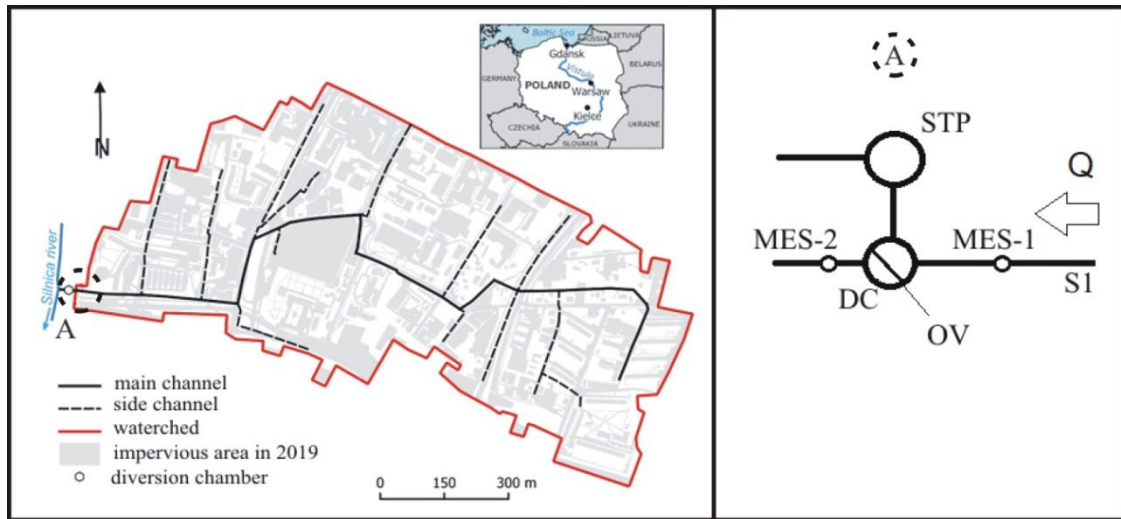 Baltic Sea
RUSSIA
LIETUVA
Gdańsk
GERMANY
POLAND
Vistula
Warsaw
BELARUS
Kielce
UKRAINE
CZECHIA
SLOVAKIA
N
Silnica river
A
main channel
side channel
waterched
impervious area in 2019
diversion chamber
0 150 300 m
A
STP
Q
MES-2
MES-1
DC
S1
OV